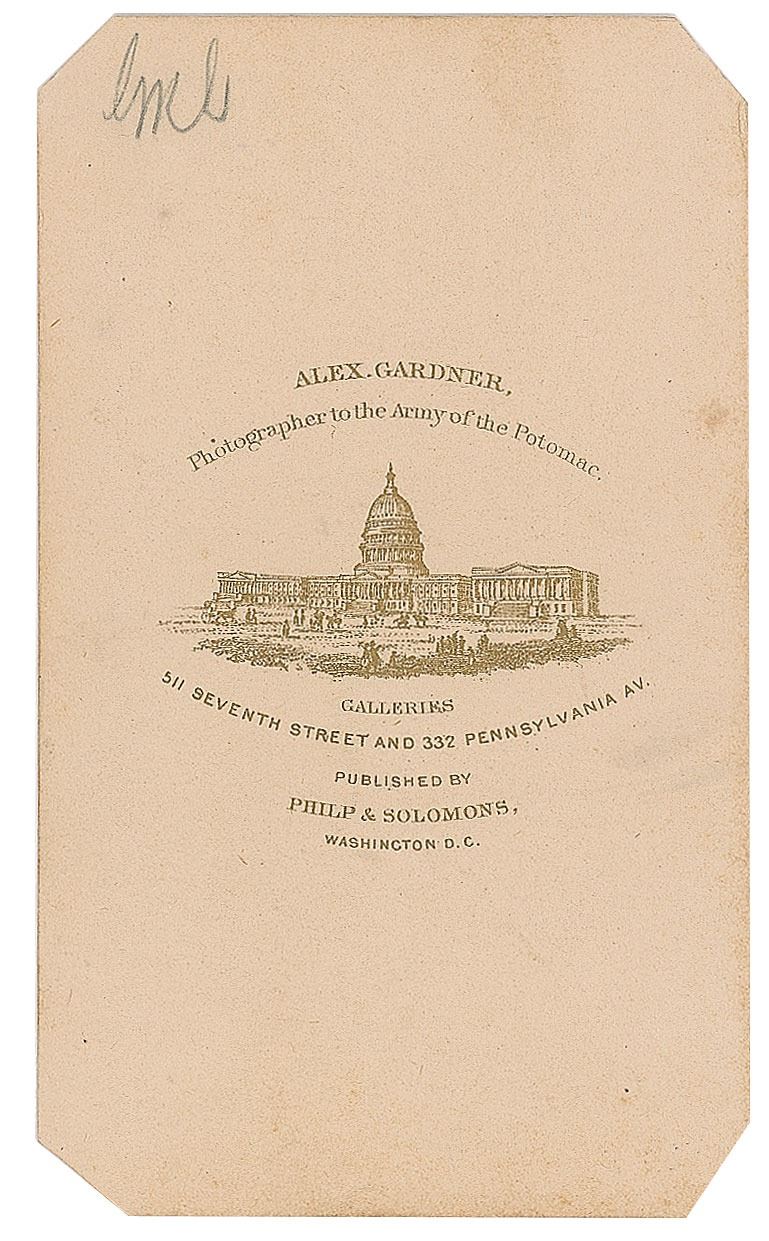 ALEX. GARDNER,
Photographer to the Army of the Potomac.
GALLERIES
511 SEVENTH STREET AND 332 PENNSYLVANIA AV.
PUBLISHED BY
PHILP & SOLOMONS,
WASHINGTON D.C.